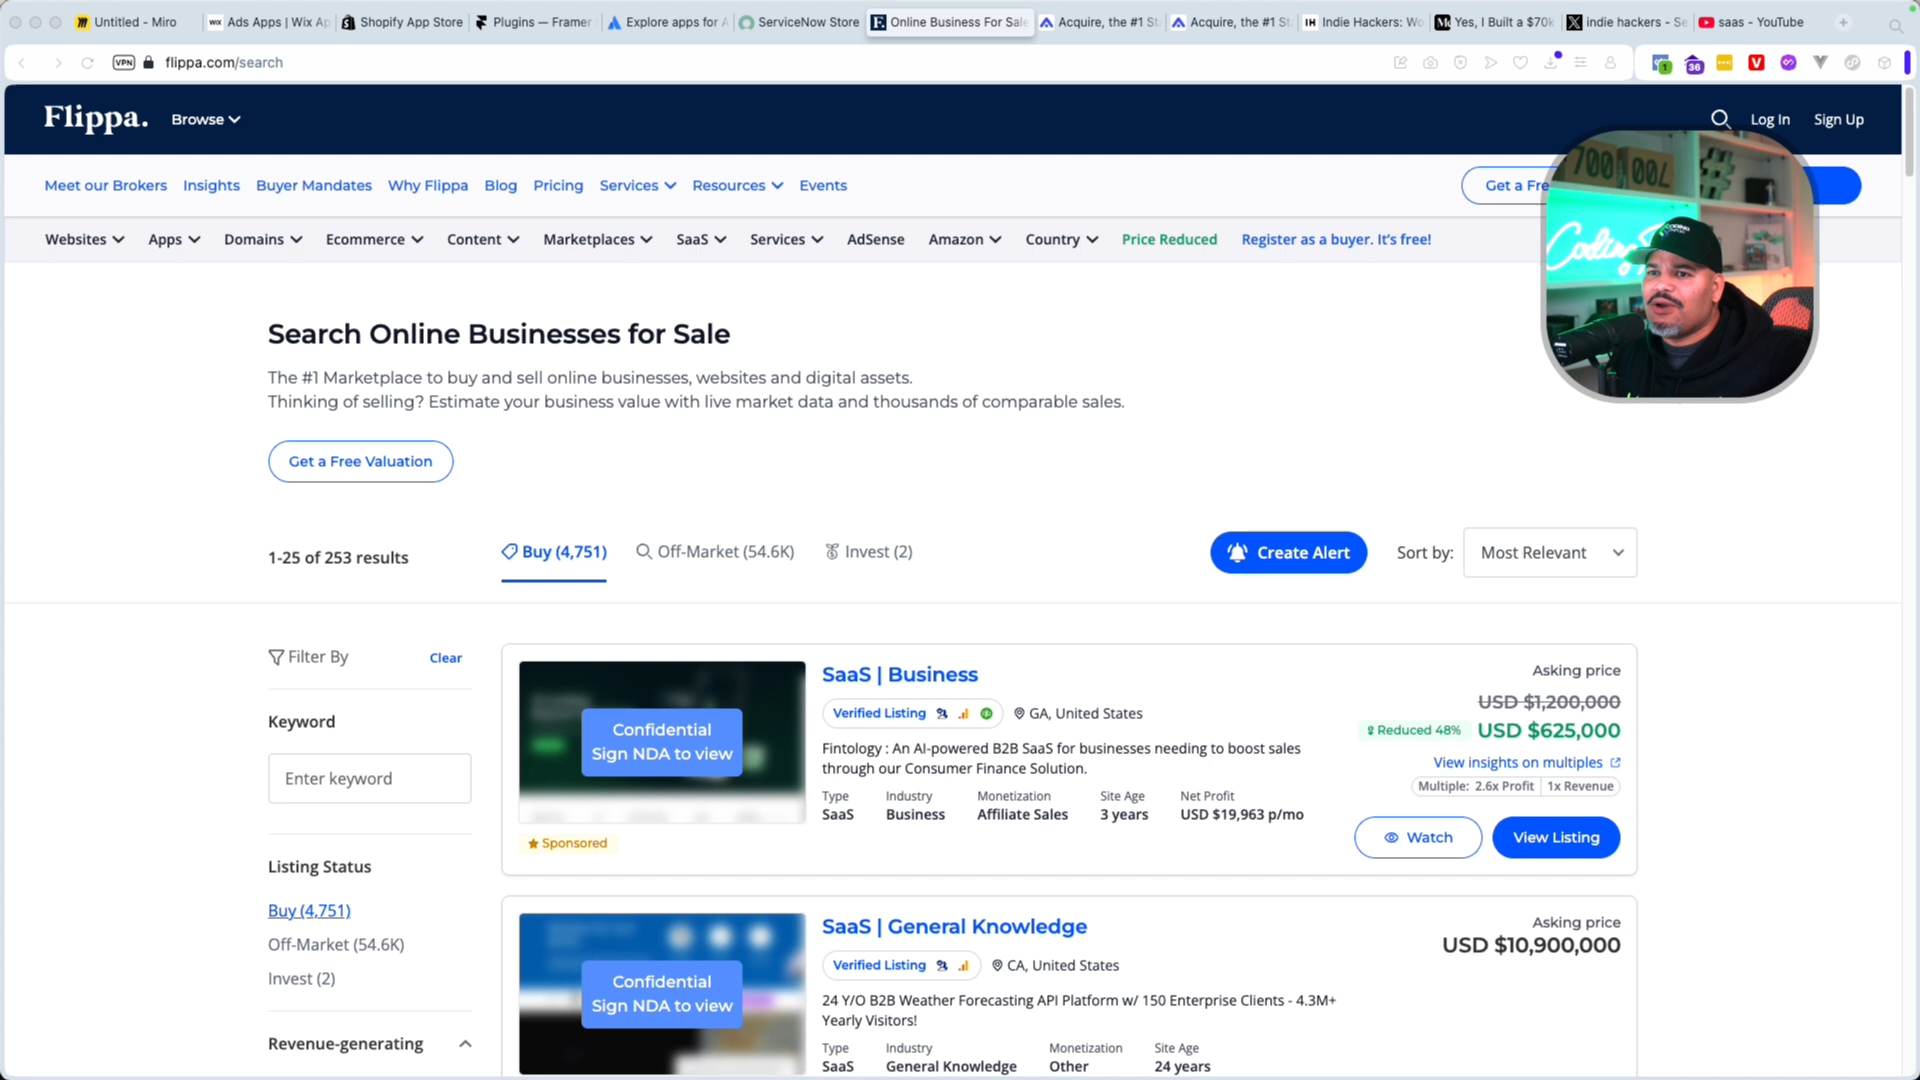 Untitled - Miro
WIX Ads Apps | Wix Ap
Shopify App Store
Plugins — Framer
Explore apps for A
ServiceNow Store
Online Business For Sale
Acquire, the #1 St
Acquire, the #1 St
IH Indie Hackers: Wo
Yes, I Built a $70k
indie hackers - Se
saas - YouTube
VPN flippa.com/search
1 36
Flippa. Browse
Log In Sign Up
Meet our Brokers Insights Buyer Mandates Why Flippa Blog Pricing Services Resources Events Get a Fre
Websites Apps Domains Ecommerce Content Marketplaces SaaS Services AdSense Amazon Country Price Reduced Register as a buyer. It's free!
Search Online Businesses for Sale
The #1 Marketplace to buy and sell online businesses, websites and digital assets.
Thinking of selling? Estimate your business value with live market data and thousands of comparable sales.
Get a Free Valuation
1-25 of 253 results
Buy (4,751) Off-Market (54.6K) Invest (2)
Create Alert
Sort by: Most Relevant
Filter By Clear
Keyword
Enter keyword
Listing Status
Buy (4,751)
Off-Market (54.6K)
Invest (2)
Revenue-generating
Confidential
Sign NDA to view
Sponsored
SaaS | Business
Verified Listing GA, United States
Fintology : An AI-powered B2B SaaS for businesses needing to boost sales
through our Consumer Finance Solution.
Type Industry Monetization Site Age Net Profit
SaaS Business Affiliate Sales 3 years USD $19,963 p/mo
Asking price
USD $1,200,000
Reduced 48% USD $625,000
View insights on multiples
Multiple: 2.6x Profit 1x Revenue
Watch View Listing
Confidential
Sign NDA to view
SaaS | General Knowledge
Verified Listing CA, United States
24 Y/O B2B Weather Forecasting API Platform w/ 150 Enterprise Clients - 4.3M+
Yearly Visitors!
Type Industry Monetization Site Age
SaaS General Knowledge Other 24 years
Asking price
USD $10,900,000